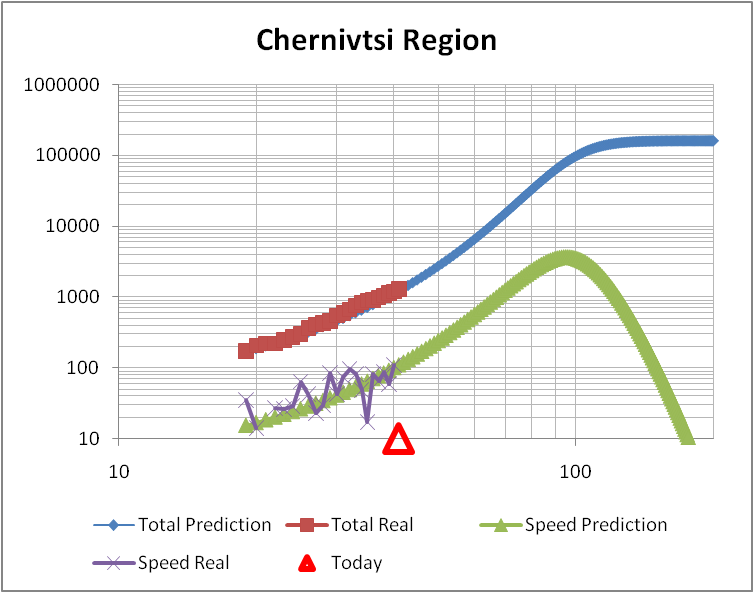 Chernivtsi Region
1000000
100000
10000
1000
100
10
10 100
Total Prediction Total Real Speed Prediction
Speed Real Today